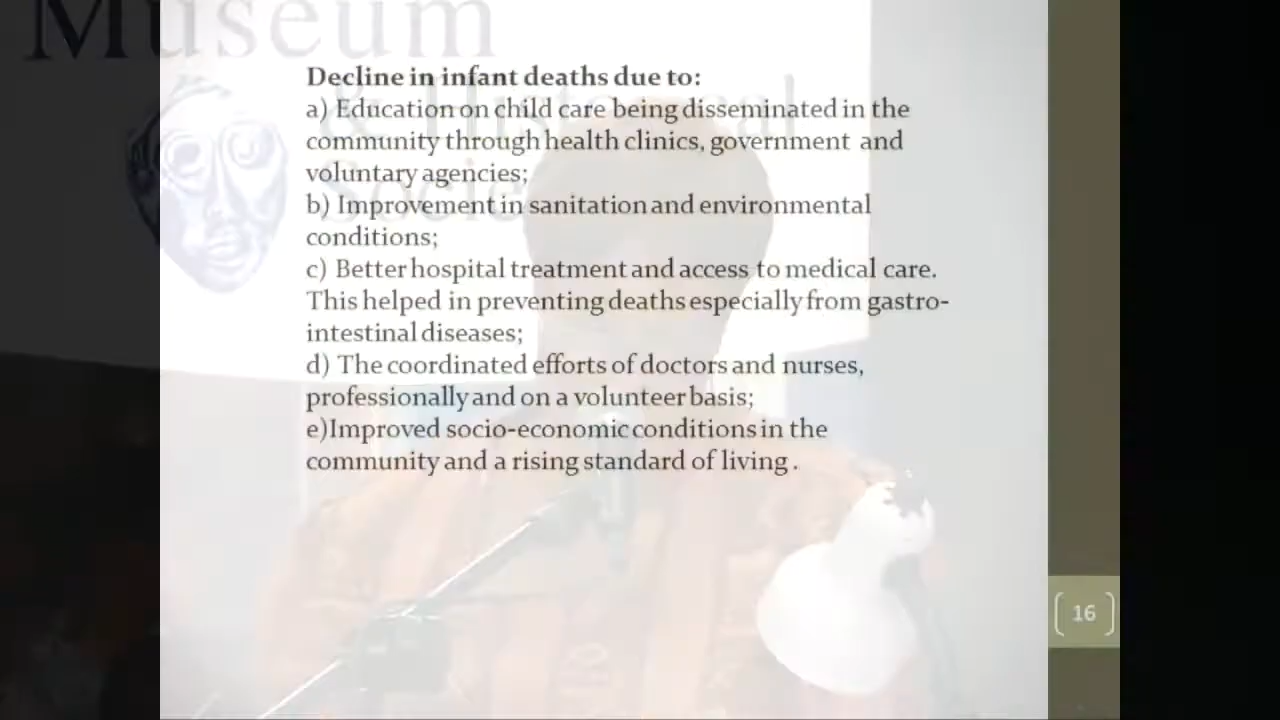 Museum
& Historical
Socie
Decline in infant deaths due to:
a) Education on child care being disseminated in the
community through health clinics, government and
voluntary agencies;
b) Improvement in sanitation and environmental
conditions;
c) Better hospital treatment and access to medical care.
This helped in preventing deaths especially from gastro-
intestinal diseases;
d) The coordinated efforts of doctors and nurses,
professionally and on a volunteer basis;
e)Improved socio-economic conditions in the
community and a rising standard of living .
16